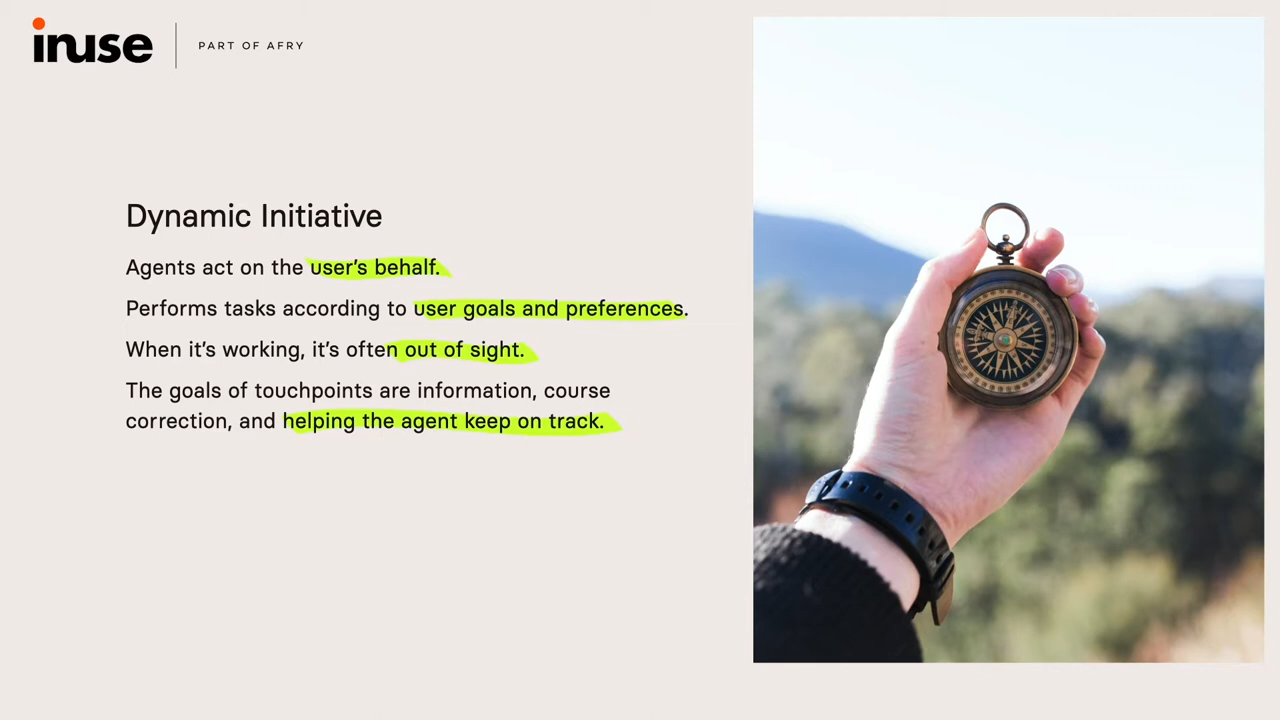 inuse
PART OF AFRY
Dynamic Initiative
Agents act on the user's behalf.
Performs tasks according to user goals and preferences.
When it's working, it's often out of sight.
The goals of touchpoints are information, course
correction, and helping the agent keep on track.